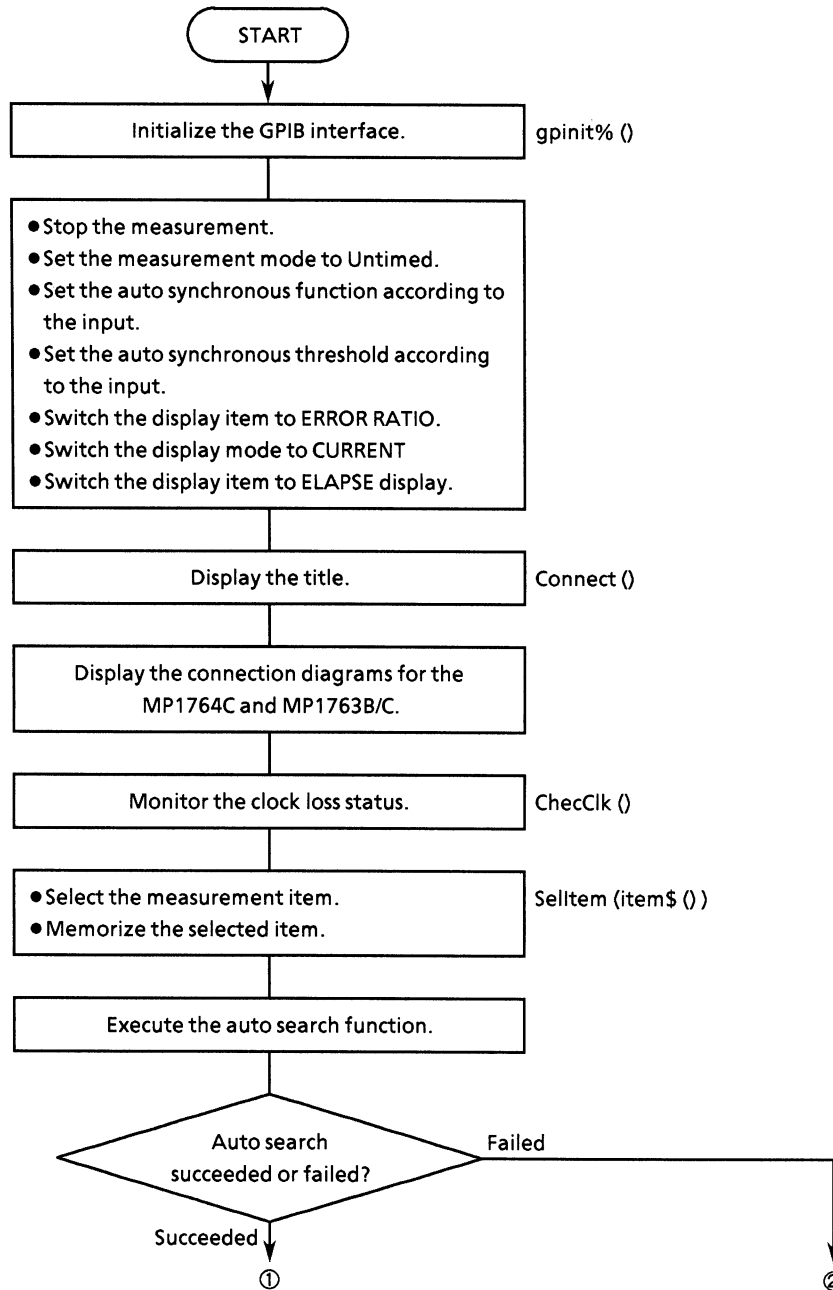 START
Initialize the GPIB interface. gpinit% ()
●Stop the measurement.
●Set the measurement mode to Untimed.
●Set the auto synchronous function according to
the input.
●Set the auto synchronous threshold according
to the input.
●Switch the display item to ERROR RATIO.
●Switch the display mode to CURRENT
●Switch the display item to ELAPSE display.
Display the title. Connect ()
Display the connection diagrams for the
MP1764C and MP1763B/C.
Monitor the clock loss status. ChecClk ()
●Select the measurement item. SelItem (item$ () )
●Memorize the selected item.
Execute the auto search function.
Auto search
succeeded or failed?
Failed
Succeeded
① ②